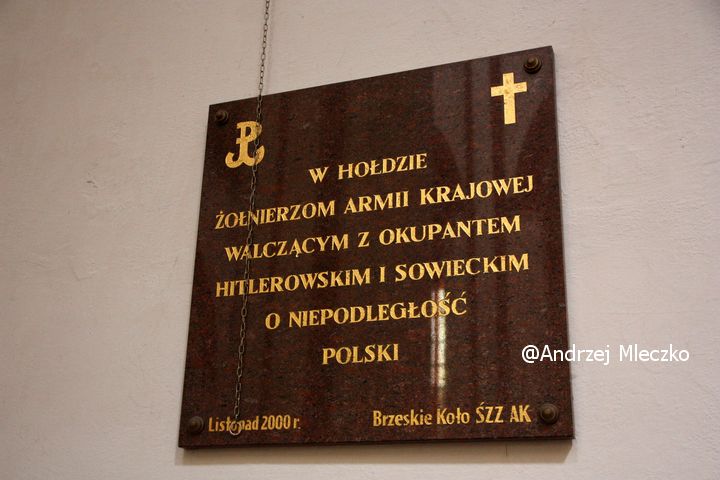 W HOŁDZIE
ŻOŁNIERZOM ARMII KRAJOWEJ
WALCZĄCYM Z OKUPANTEM
HITLEROWSKIM I SOWIECKIM
O NIEPODLEGŁOŚĆ
POLSKI
@Andrzej Mleczko
Listopad 2000 r. Brzeskie Koło ŚZŻ AK